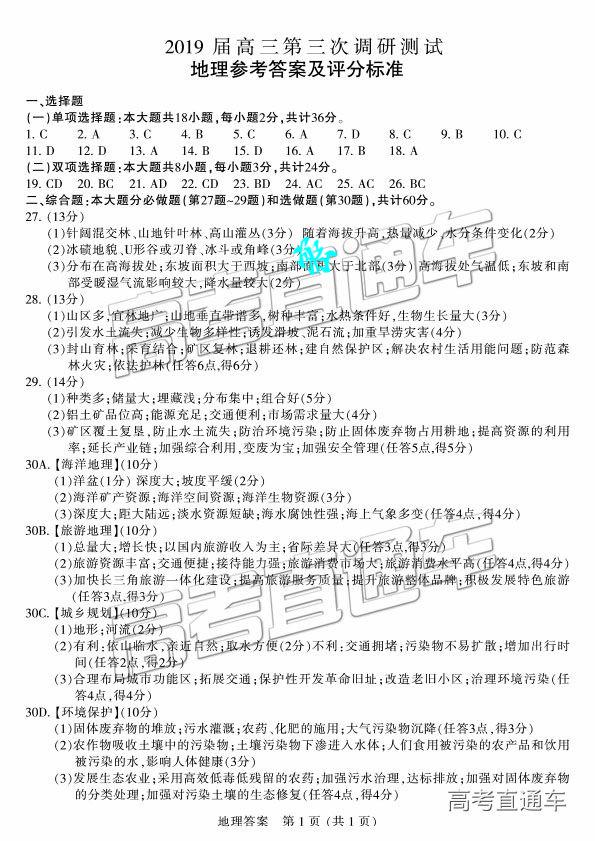 2019 届高三第三次调研测试
地理参考答案及评分标准
一、选择题
(一)单项选择题:本大题共18小题,每小题2分,共计36分。
1. C 2. A 3. C 4. B 5. C 6. A 7. D 8. C 9. B 10. C
11. D 12. D 13. A 14. B 15. B 16. A 17. B 18. A
(二)双项选择题:本大题共8小题,每小题3分,共计24分。
19. CD 20. BC 21. AD 22. CD 23. BD 24. AC 25. AC 26. BC
二、综合题:本大题分必做题(第27题~29题)和选做题(第30题),共计60分。
27. (13分)
(1)针阔混交林、山地针叶林、高山灌丛(3分) 随着海拔升高,热量减少,水分条件变化(2分)
(2)冰碛地貌、U形谷或刃脊、冰斗或角峰(3分)
(3)分布在高海拔处;东坡面积大于西坡;南部面积大于北部(3分) 高海拔处气温低;东坡和南
部受暖湿气流影响较大,降水量较大(2分)
28. (13分)
(1)山区多,宜林地广;山地垂直带谱多,树种丰富;水热条件好,生物生长量大(3分)
(2)引发水土流失;减少生物多样性;诱发滑坡、泥石流;加重旱涝灾害(4分)
(3)封山育林;采育结合;矿区复林;退耕还林;建自然保护区;解决农村生活用能问题;防范森
林火灾;依法护林(任答6点,得6分)
29. (14分)
(1)种类多;储量大;埋藏浅;分布集中;组合好(5分)
(2)铝土矿品位高;能源充足;交通便利;市场需求量大(4分)
(3)矿区覆土复垦,防止水土流失;防治环境污染;防止固体废弃物占用耕地;提高资源的利用
率;延长产业链;加强综合利用,变废为宝;加强安全管理(任答5点,得5分)
30A.【海洋地理】(10分)
(1)洋盆(1分) 深度大;坡度平缓(2分)
(2)海洋矿产资源;海洋空间资源;海洋生物资源(3分)
(3)深度大;距大陆远;淡水资源短缺;海水腐蚀性强;海上气象多变(任答4点,得4分)
30B.【旅游地理】(10分)
(1)总量大;增长快;以国内旅游收入为主;省际差异大(任答3点,得3分)
(2)旅游资源丰富;交通便捷;接待能力强;旅游消费市场大;旅游消费水平高(任答4点,得4分)
(3)加快长三角旅游一体化建设;提高旅游服务质量;提升旅游整体品牌;积极发展特色旅游
(任答3点,得3分)
30C.【城乡规划】(10分)
(1)地形;河流(2分)
(2)有利:依山临水,亲近自然;取水方便(2分)不利:交通拥堵;污染物不易扩散;增加出行时
间(任答2点,得2分)
(3)合理布局城市功能区;拓展交通;保护性开发革命旧址;改造老旧小区;治理环境污染(任
答4点,得4分)
30D.【环境保护】(10分)
(1)固体废弃物的堆放;污水灌溉;农药、化肥的施用;大气污染物沉降(任答3点,得3分)
(2)农作物吸收土壤中的污染物;土壤污染物下渗进入水体;人们食用被污染的农产品和饮用
被污染的水,影响人体健康(3分)
(3)发展生态农业;采用高效低毒低残留的农药;加强污水治理,达标排放;加强对固体废弃物
的分类处理;加强对污染土壤的生态修复(任答4点,得4分)
高考直通车
地理答案 第 1 页 (共 1 页)
高考直通车
高考直通车